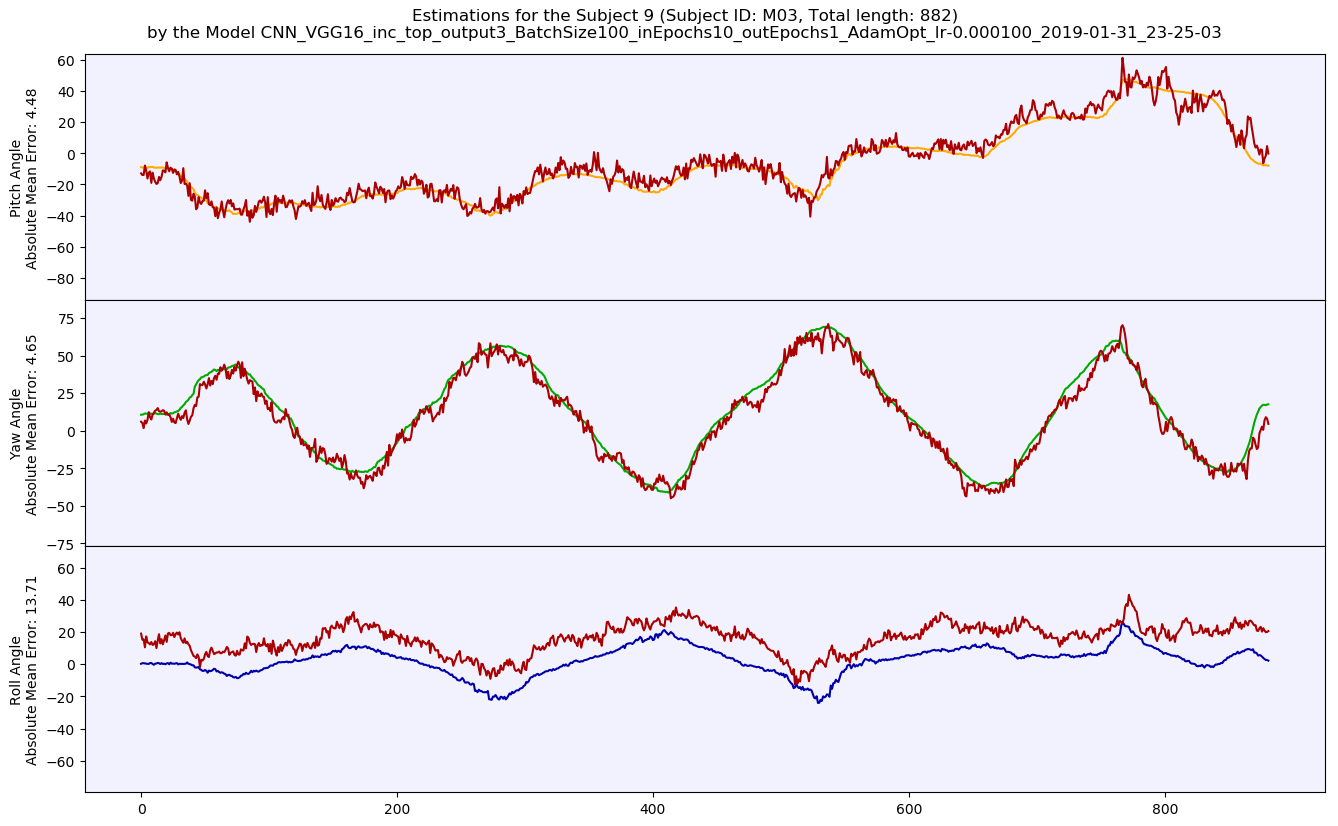 Estimations for the Subject 9 (Subject ID: M03, Total length: 882)
by the Model CNN_VGG16_inc_top_output3_BatchSize100_inEpochs10_outEpochs1_AdamOpt_lr-0.000100_2019-01-31_23-25-03
Pitch Angle
Absolute Mean Error: 4.48
60
40
20
0
−20
−40
−60
−80
Yaw Angle
Absolute Mean Error: 4.65
75
50
25
0
−25
−50
−75
Roll Angle
Absolute Mean Error: 13.71
60
40
20
0
−20
−40
−60
0 200 400 600 800